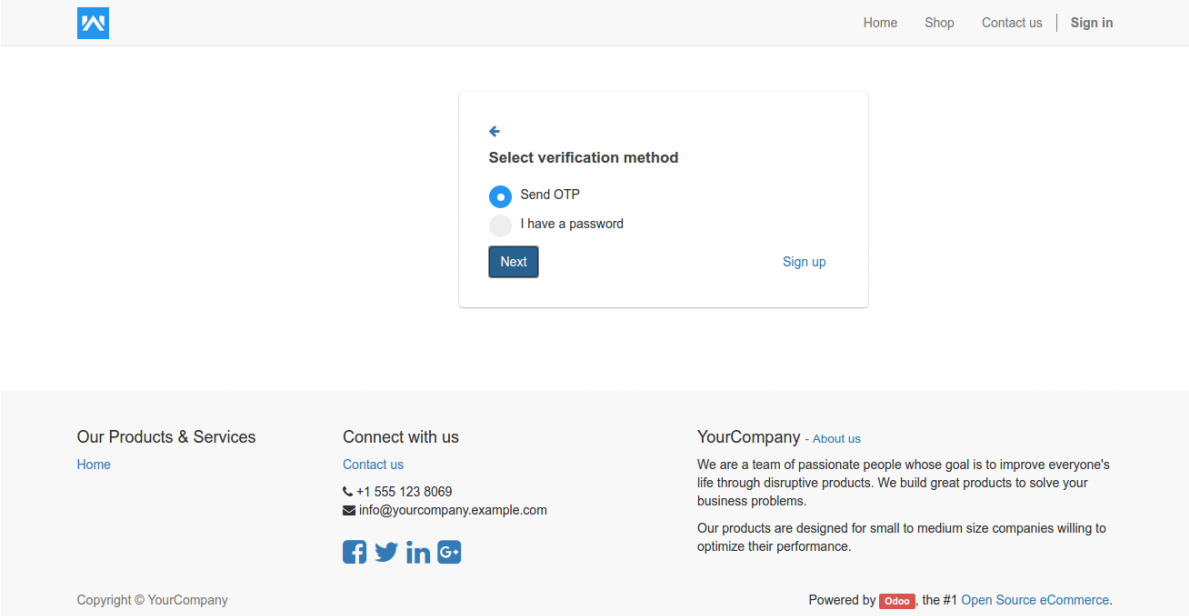 Home Shop Contact us Sign in
Select verification method
Send OTP
I have a password
Next Sign up
Our Products & Services
Home
Connect with us
Contact us
+1 555 123 8069
info@yourcompany.example.com
YourCompany - About us
We are a team of passionate people whose goal is to improve everyone's
life through disruptive products. We build great products to solve your
business problems.
Our products are designed for small to medium size companies willing to
optimize their performance.
Copyright © YourCompany
Powered by Odoo, the #1 Open Source eCommerce.